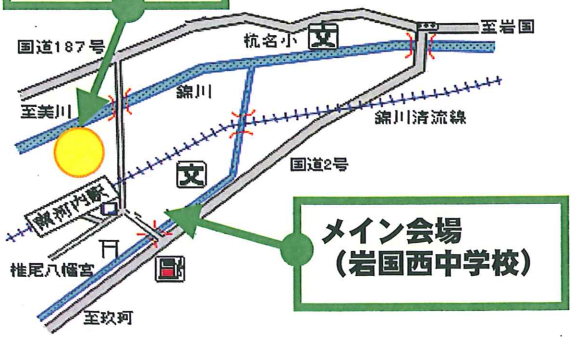 国道187号
杭名小
文
至岩国
至美川
錦川
錦川清流線
文
国道2号
南河内駅
椎尾八幡宮
至玖珂
メイン会場
（岩国西中学校）